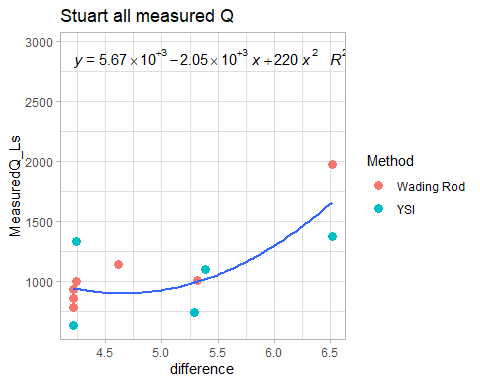 Stuart all measured Q
3000
y = 5.67 × 10⁺³ − 2.05 × 10⁺³ x + 220 x² R²
2500
2000
1500
1000
MeasuredQ_Ls
4.5 5.0 5.5 6.0 6.5
difference
Method
Wading Rod
YSI